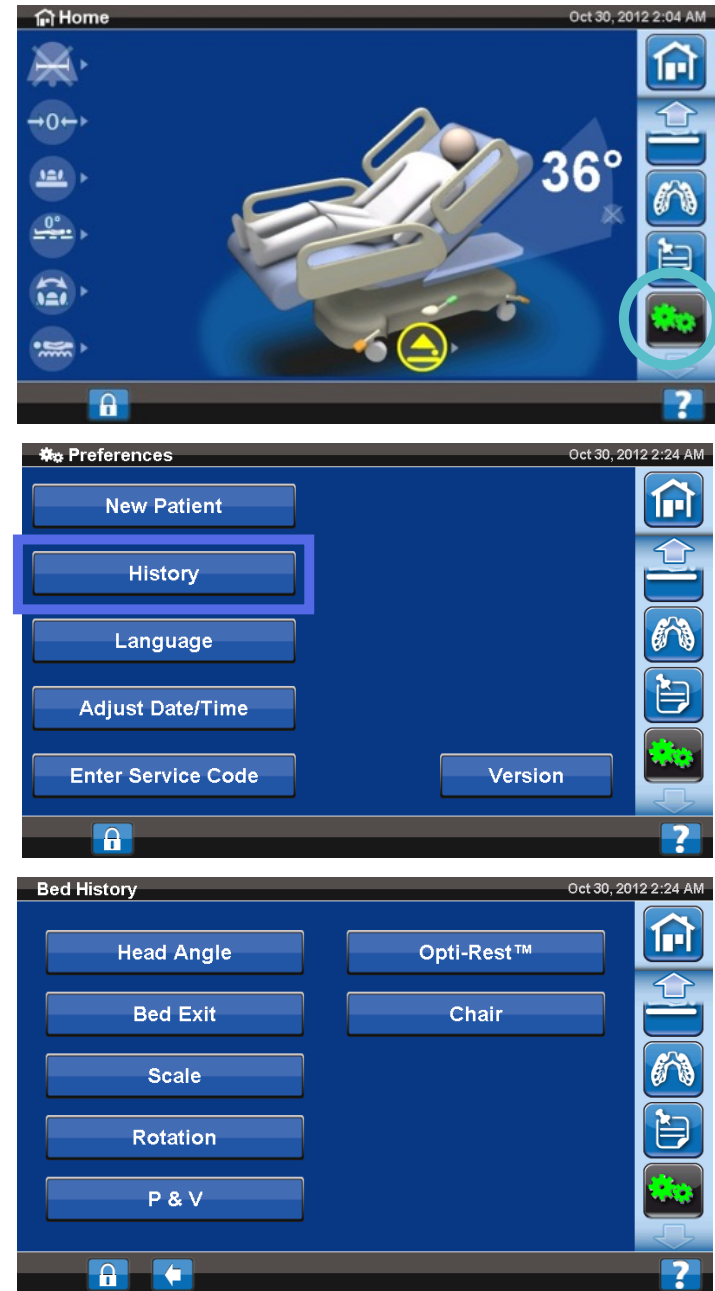 Home
Oct 30, 2012 2:04 AM
→0←
36°
0°
?
Preferences
Oct 30, 2012 2:24 AM
New Patient
History
Language
Adjust Date/Time
Enter Service Code
Version
?
Bed History
Oct 30, 2012 2:24 AM
Head Angle
Opti-Rest™
Bed Exit
Chair
Scale
Rotation
P & V
?